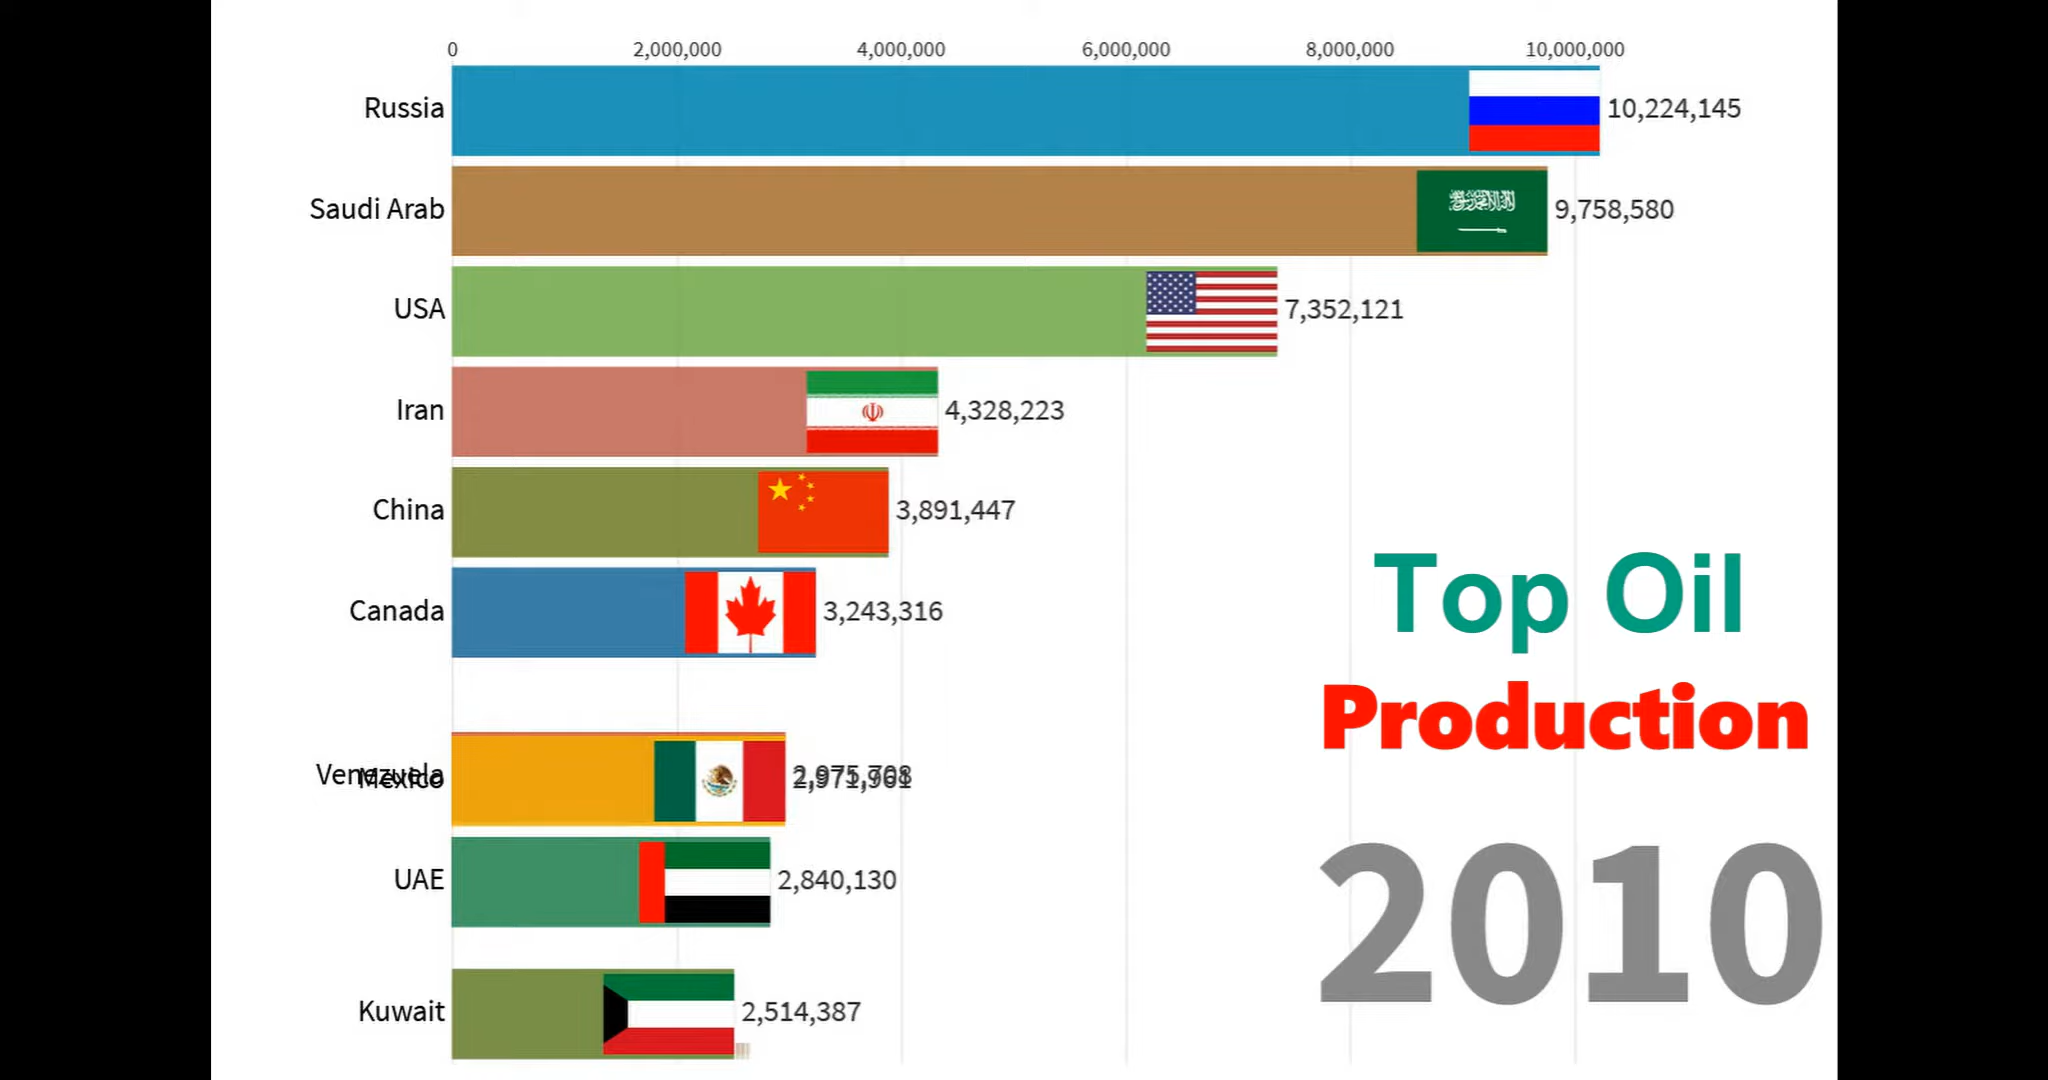 0 2,000,000 4,000,000 6,000,000 8,000,000 10,000,000
Russia 10,224,145
Saudi Arab 9,758,580
USA 7,352,121
Iran 4,328,223
China 3,891,447
Canada 3,243,316
Top Oil
Production
Venezuela
Mexico
UAE 2,840,130
2010
Kuwait 2,514,387